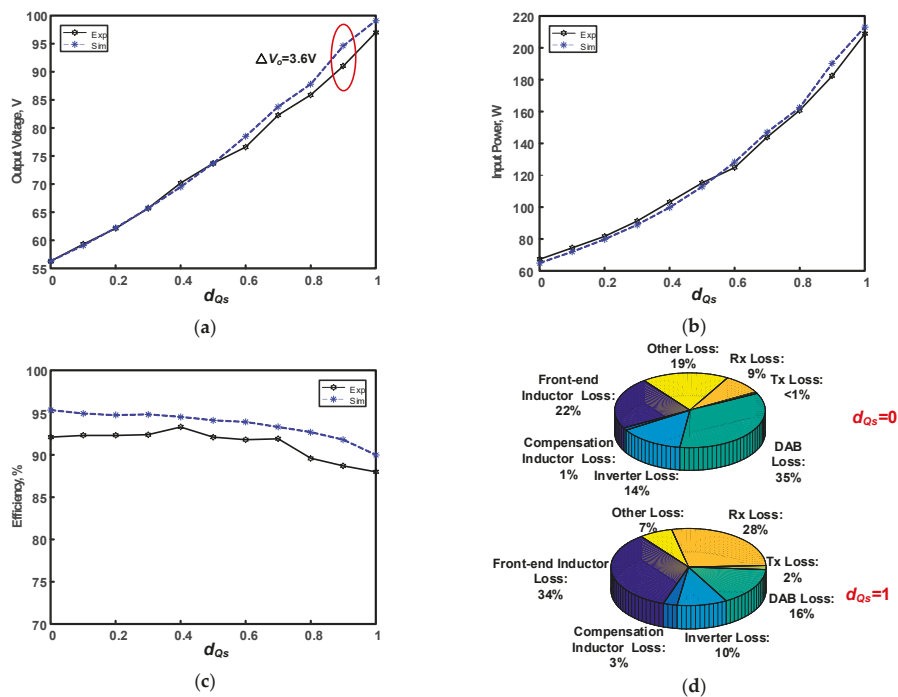 100
95
90
85
80
75
70
65
60
55
Output Voltage, V
Exp
Sim
△Vo=3.6V
0 0.2 0.4 0.6 0.8 1
dQs
(a)
220
200
180
160
140
120
100
80
60
Input Power, W
Exp
Sim
0 0.2 0.4 0.6 0.8 1
dQs
(b)
100
95
90
85
80
75
70
Efficiency, %
Exp
Sim
0 0.2 0.4 0.6 0.8 1
dQs
(c)
Other Loss:
19%
Rx Loss:
9%
Tx Loss:
<1%
Front-end
Inductor Loss:
22%
dQs=0
Compensation
Inductor Loss:
1%
Inverter Loss:
14%
DAB
Loss:
35%
Other Loss:
7%
Rx Loss:
28%
Front-end Inductor
Loss:
34%
Tx Loss:
2%
dQs=1
DAB Loss:
16%
Compensation
Inductor Loss:
3%
Inverter Loss:
10%
(d)